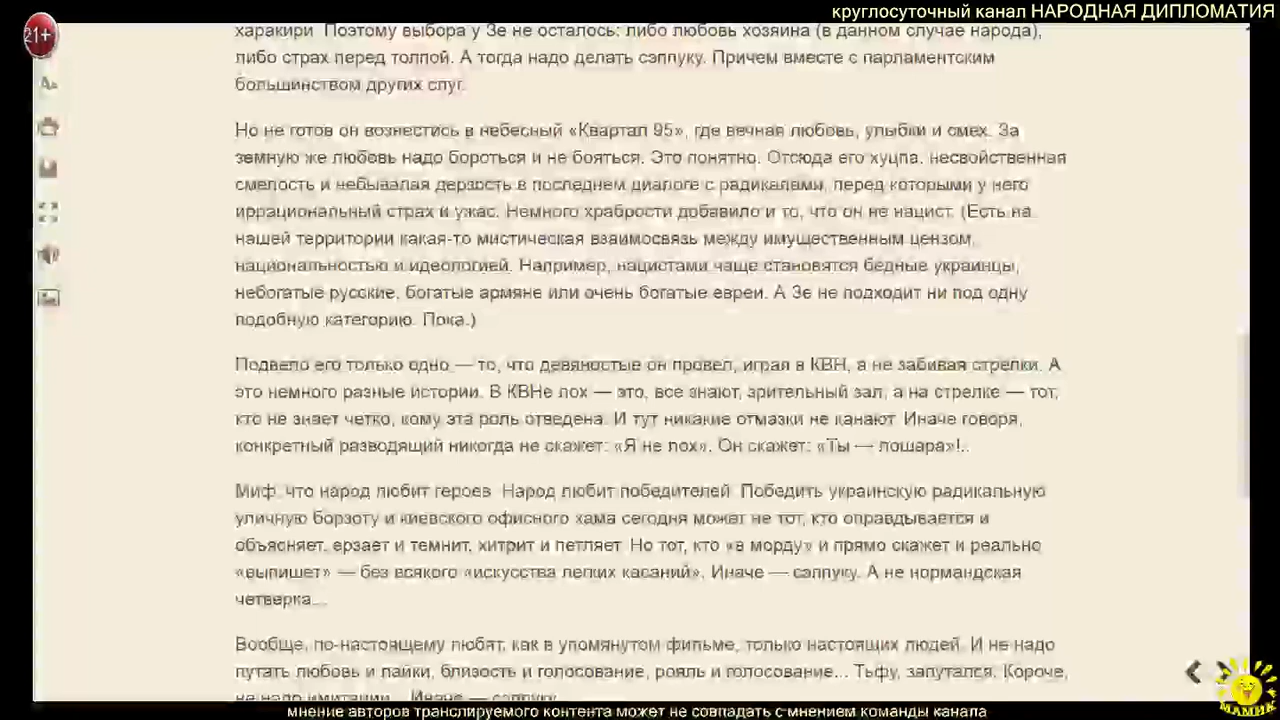 круглосуточный канал НАРОДНАЯ ДИПЛОМАТИЯ
21+
харакири. Поэтому выбора у Зе не осталось: либо любовь хозяина (в данном случае народа),
либо страх перед толпой. А тогда надо делать сэппуку. Причем вместе с парламентским
большинством других слуг.
Но не готов он вознестись в небесный «Квартал 95», где вечная любовь, улыбки и смех. За
земную же любовь надо бороться и не бояться. Это понятно. Отсюда его хуцпа, несвойственная
смелость и небывалая дерзость в последнем диалоге с радикалами, перед которыми у него
иррациональный страх и ужас. Немного храбрости добавило и то, что он не нацист. (Есть на
нашей территории какая-то мистическая взаимосвязь между имущественным цензом,
национальностью и идеологией. Например, нацистами чаще становятся бедные украинцы,
небогатые русские, богатые армяне или очень богатые евреи. А Зе не подходит ни под одну
подобную категорию. Пока.)
Подвело его только одно — то, что девяностые он провел, играя в КВН, а не забивая стрелки. А
это немного разные истории. В КВНе лох — это, все знают, зрительный зал, а на стрелке — тот,
кто не знает четко, кому эта роль отведена. И тут никакие отмазки не канают. Иначе говоря,
конкретный разводящий никогда не скажет: «Я не лох». Он скажет: «Ты — лошара»!..
Миф, что народ любит героев. Народ любит победителей. Победить украинскую радикальную
уличную борзоту и киевского офисного хама сегодня может не тот, кто оправдывается и
объясняет, ерзает и темнит, хитрит и петляет. Но тот, кто «в морду» и прямо скажет и реально
«выпишет» — без всякого «искусства легких касаний». Иначе — сэппуку. А не нормандская
четверка...
Вообще, по-настоящему любят, как в упомянутом фильме, только настоящих людей. И не надо
путать любовь и лайки, близость и голосование, рояль и голосование... Тьфу, запутался. Короче,
не надо имитации... Иначе — сэппуку.
МАМИК
мнение авторов транслируемого контента может не совпадать с мнением команды канала